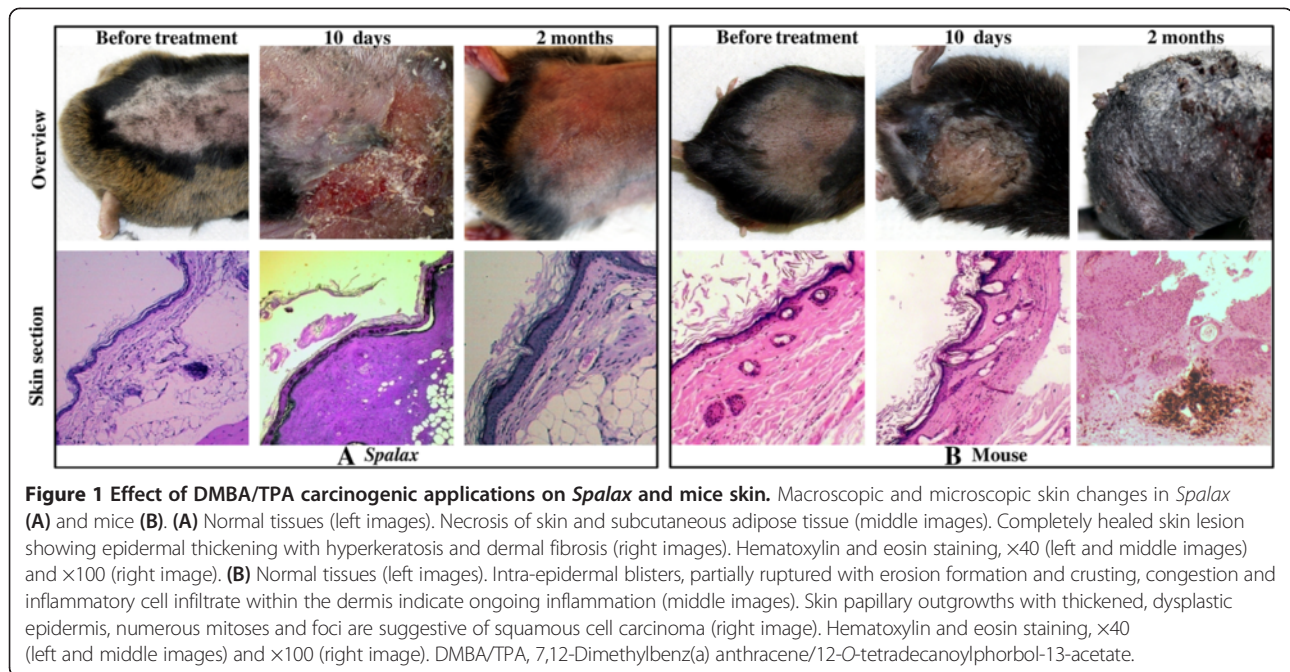 Before treatment 10 days 2 months Before treatment 10 days 2 months
Overview
Skin section
A Spalax B Mouse
Figure 1 Effect of DMBA/TPA carcinogenic applications on Spalax and mice skin. Macroscopic and microscopic skin changes in Spalax
(A) and mice (B). (A) Normal tissues (left images). Necrosis of skin and subcutaneous adipose tissue (middle images). Completely healed skin lesion
showing epidermal thickening with hyperkeratosis and dermal fibrosis (right images). Hematoxylin and eosin staining, ×40 (left and middle images)
and ×100 (right image). (B) Normal tissues (left images). Intra-epidermal blisters, partially ruptured with erosion formation and crusting, congestion and
inflammatory cell infiltrate within the dermis indicate ongoing inflammation (middle images). Skin papillary outgrowths with thickened, dysplastic
epidermis, numerous mitoses and foci are suggestive of squamous cell carcinoma (right image). Hematoxylin and eosin staining, ×40
(left and middle images) and ×100 (right image). DMBA/TPA, 7,12-Dimethylbenz(a) anthracene/12-O-tetradecanoylphorbol-13-acetate.